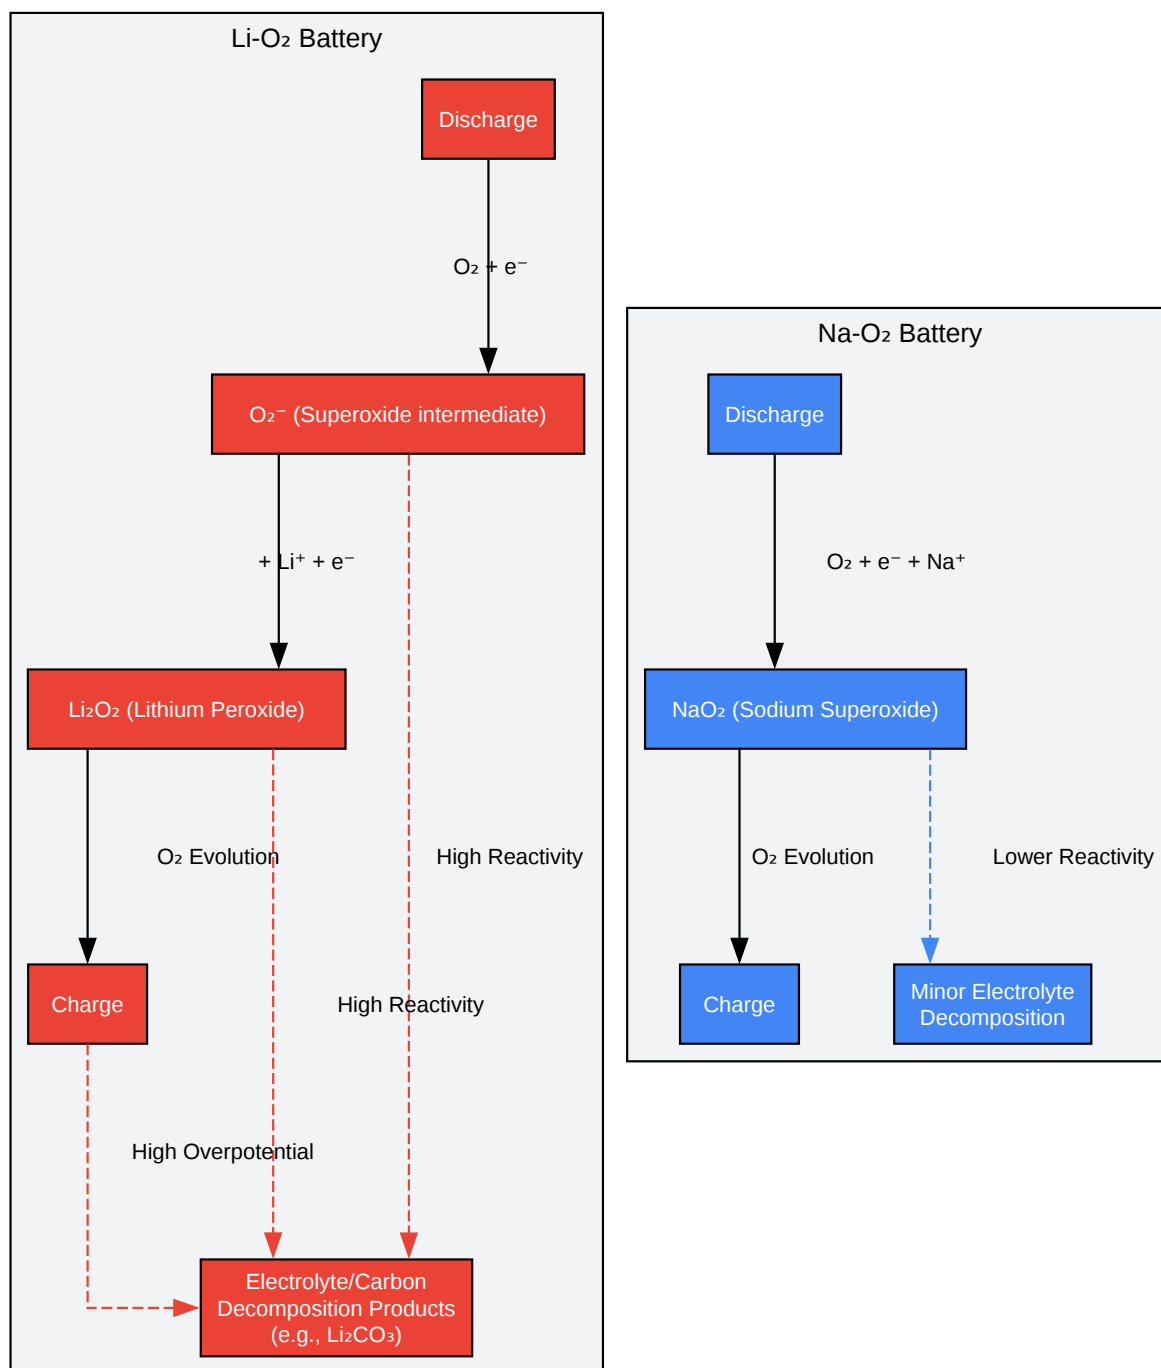 Li-O₂ Battery
Discharge
O₂ + e⁻
O₂⁻ (Superoxide intermediate)
+ Li⁺ + e⁻
Li₂O₂ (Lithium Peroxide)
O₂ Evolution
High Reactivity
Charge
High Reactivity
High Overpotential
Electrolyte/Carbon
Decomposition Products
(e.g., Li₂CO₃)
Na-O₂ Battery
Discharge
O₂ + e⁻ + Na⁺
NaO₂ (Sodium Superoxide)
O₂ Evolution
Lower Reactivity
Charge
Minor Electrolyte
Decomposition